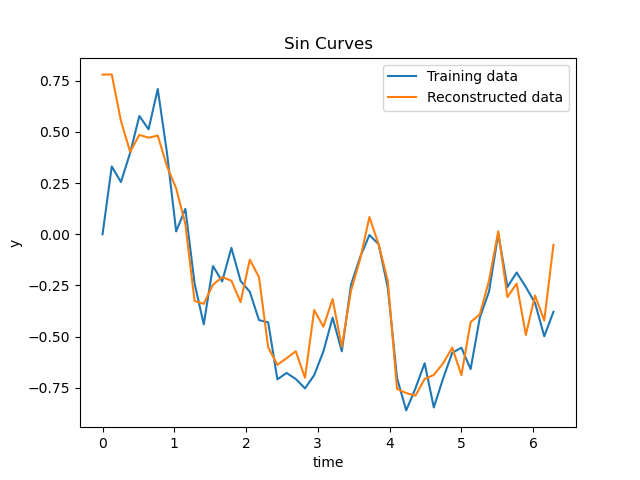 Sin Curves
Training data
Reconstructed data
0.75
0.50
0.25
0.00
−0.25
−0.50
−0.75
y
0 1 2 3 4 5 6
time